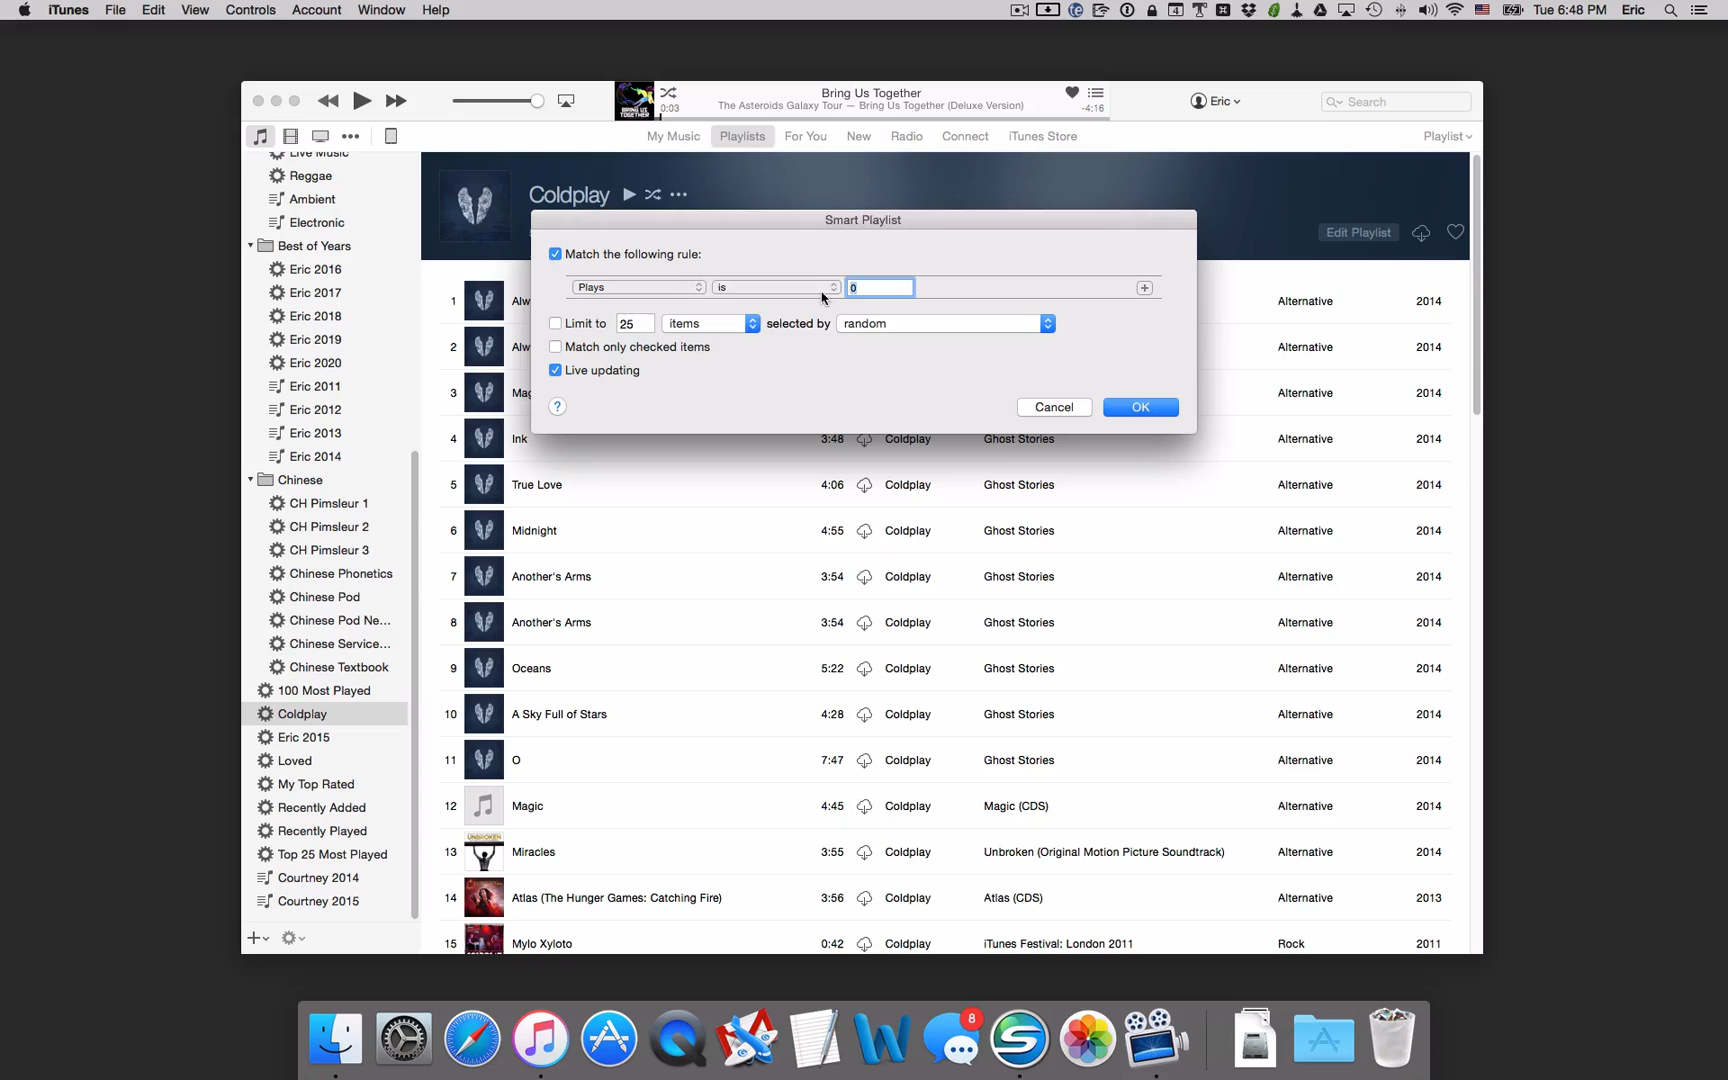 iTunes File Edit View Controls Account Window Help
4
Tue 6:48 PM Eric
Bring Us Together
0:03 The Asteroids Galaxy Tour — Bring Us Together (Deluxe Version) -4:16
Eric
Search
My Music Playlists For You New Radio Connect iTunes Store Playlist
Live Music
Reggae
Ambient
Electronic
Best of Years
Eric 2016
Eric 2017
Eric 2018
Eric 2019
Eric 2020
Eric 2011
Eric 2012
Eric 2013
Eric 2014
Chinese
CH Pimsleur 1
CH Pimsleur 2
CH Pimsleur 3
Chinese Phonetics
Chinese Pod
Chinese Pod Ne...
Chinese Service...
Chinese Textbook
100 Most Played
Coldplay
Eric 2015
Loved
My Top Rated
Recently Added
Recently Played
Top 25 Most Played
Courtney 2014
Courtney 2015
Coldplay
Edit Playlist
Smart Playlist
Match the following rule:
Plays is 0
Limit to 25 items selected by random
Match only checked items
Live updating
? Cancel OK
1 Alw Alternative 2014
2 Alw Alternative 2014
3 Mag Alternative 2014
4 Ink 3:48 Coldplay Ghost Stories Alternative 2014
5 True Love 4:06 Coldplay Ghost Stories Alternative 2014
6 Midnight 4:55 Coldplay Ghost Stories Alternative 2014
7 Another's Arms 3:54 Coldplay Ghost Stories Alternative 2014
8 Another's Arms 3:54 Coldplay Ghost Stories Alternative 2014
9 Oceans 5:22 Coldplay Ghost Stories Alternative 2014
10 A Sky Full of Stars 4:28 Coldplay Ghost Stories Alternative 2014
11 O 7:47 Coldplay Ghost Stories Alternative 2014
12 Magic 4:45 Coldplay Magic (CDS) Alternative 2014
13 Miracles 3:55 Coldplay Unbroken (Original Motion Picture Soundtrack) Alternative 2014
14 Atlas (The Hunger Games: Catching Fire) 3:56 Coldplay Atlas (CDS) Alternative 2013
15 Mylo Xyloto 0:42 Coldplay iTunes Festival: London 2011 Rock 2011
BRING US
TOGETHER
UNBROKEN
8